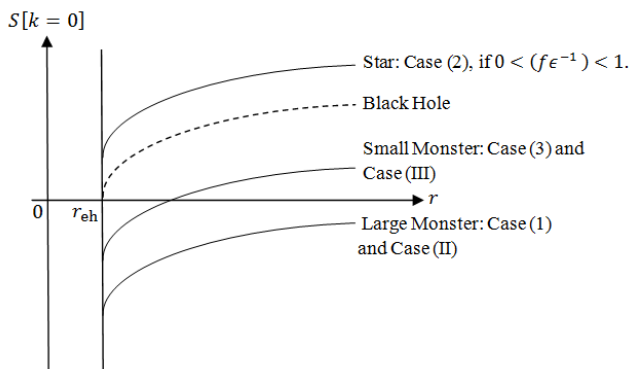 S[k = 0]
Star: Case (2), if 0 < (fϵ⁻¹) < 1.
Black Hole
Small Monster: Case (3) and
Case (III)
0
r_eh
r
Large Monster: Case (1)
and Case (II)